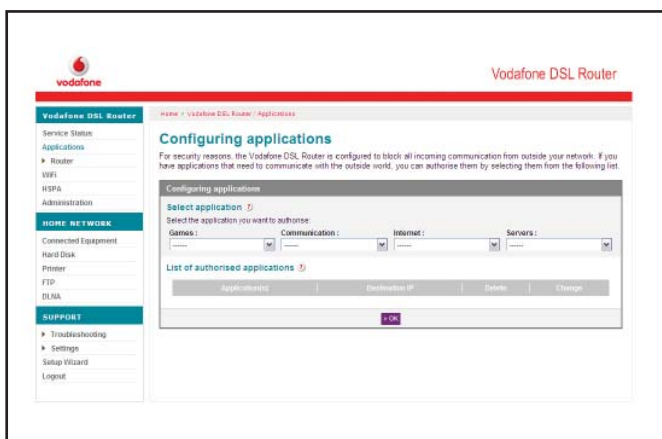 vodafone
Vodafone DSL Router
Vodafone DSL Router
Home > Vodafone DSL Router / Applications
Service Status
Applications
Router
WiFi
HSPA
Administration
HOME NETWORK
Connected Equipment
Hard Disk
Printer
FTP
DLNA
SUPPORT
Troubleshooting
Settings
Setup Wizard
Logout
Configuring applications
For security reasons, the Vodafone DSL Router is configured to block all incoming communication from outside your network. If you
have applications that need to communicate with the outside world, you can authorise them by selecting them from the following list.
Configuring applications
Select application ?
Select the application you want to authorise:
Games : Communication : Internet : Servers :
------ ------ ------ ------
List of authorised applications ?
Application(s) Destination IP Delete Change
» OK